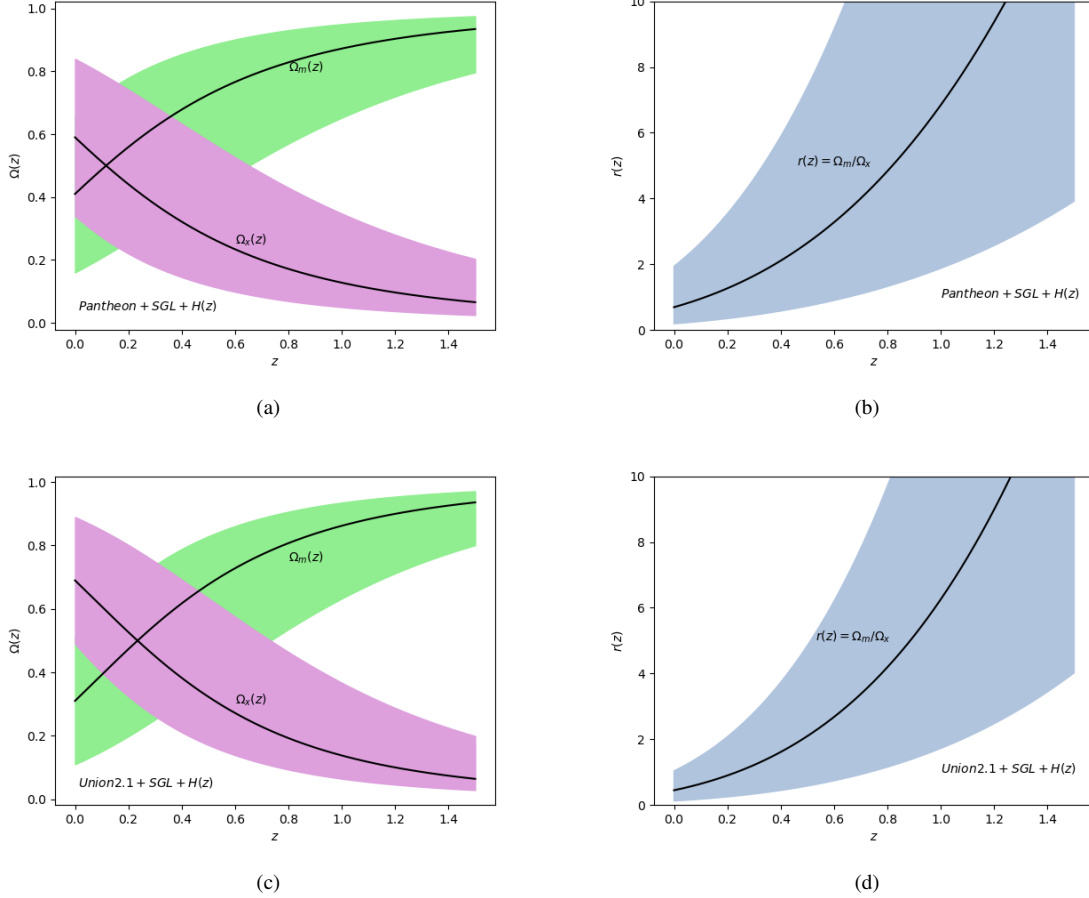 1.0
0.8
0.6
0.4
0.2
0.0
Ω(z)
Ωm(z)
Ωx(z)
Pantheon + SGL + H(z)
0.0 0.2 0.4 0.6 0.8 1.0 1.2 1.4
z
(a)
10
8
6
4
2
0
r(z)
r(z) = Ωm/Ωx
Pantheon + SGL + H(z)
0.0 0.2 0.4 0.6 0.8 1.0 1.2 1.4
z
(b)
1.0
0.8
0.6
0.4
0.2
0.0
Ω(z)
Ωm(z)
Ωx(z)
Union2.1 + SGL + H(z)
0.0 0.2 0.4 0.6 0.8 1.0 1.2 1.4
z
(c)
10
8
6
4
2
0
r(z)
r(z) = Ωm/Ωx
Union2.1 + SGL + H(z)
0.0 0.2 0.4 0.6 0.8 1.0 1.2 1.4
z
(d)